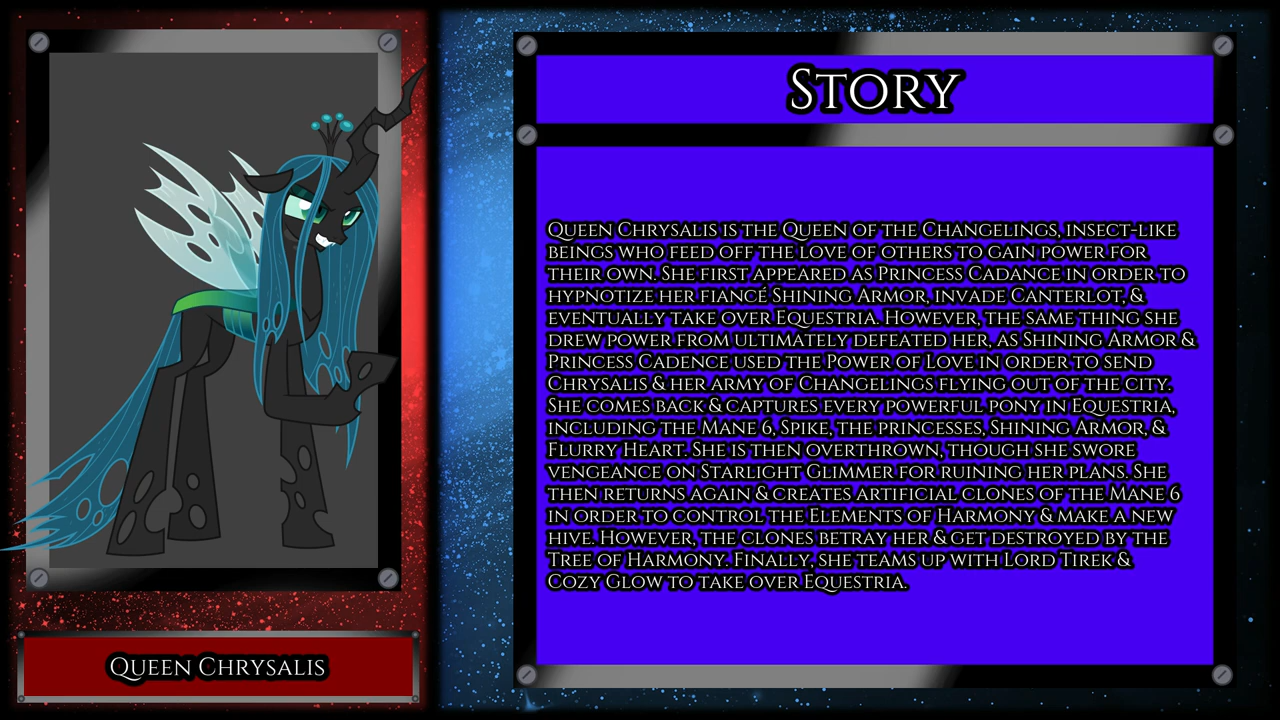 Story
Queen Chrysalis is the Queen of the Changelings, insect-like
beings who feed off the love of others to gain power for
their own. She first appeared as Princess Cadance in order to
hypnotize her fiancé Shining Armor, invade Canterlot, &
eventually take over Equestria. However, the same thing she
drew power from ultimately defeated her, as Shining Armor &
Princess Cadence used the Power of Love in order to send
Chrysalis & her army of Changelings flying out of the city.
She comes back & captures every powerful pony in Equestria,
including the Mane 6, Spike, the princesses, Shining Armor, &
Flurry Heart. She is then overthrown, though she swore
vengeance on Starlight Glimmer for ruining her plans. She
then returns again & creates artificial clones of the Mane 6
in order to control the Elements of Harmony & make a new
hive. However, the clones betray her & get destroyed by the
Tree of Harmony. Finally, she teams up with Lord Tirek &
Cozy Glow to take over Equestria.
Queen Chrysalis